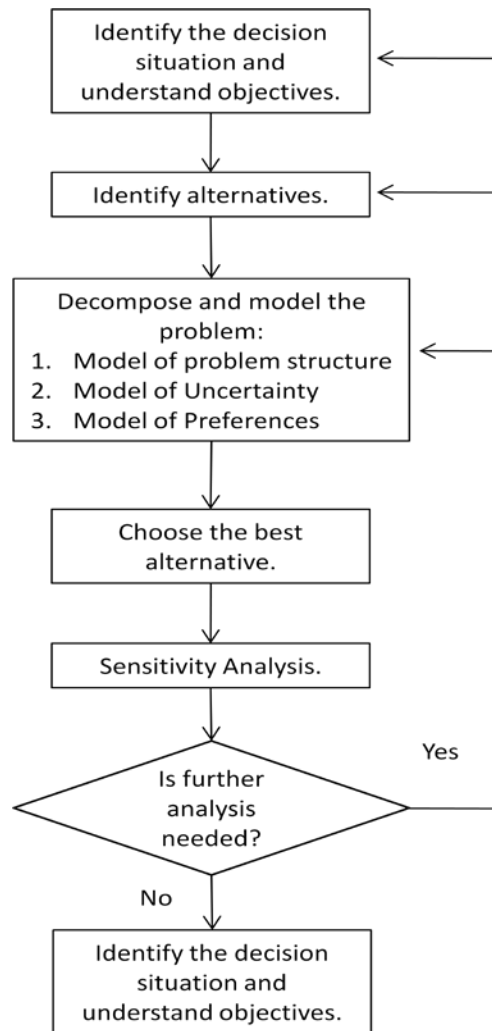 Identify the decision
situation and
understand objectives.
Identify alternatives.
Decompose and model the
problem:
1. Model of problem structure
2. Model of Uncertainty
3. Model of Preferences
Choose the best
alternative.
Sensitivity Analysis.
Yes
Is further
analysis
needed?
No
Identify the decision
situation and
understand objectives.